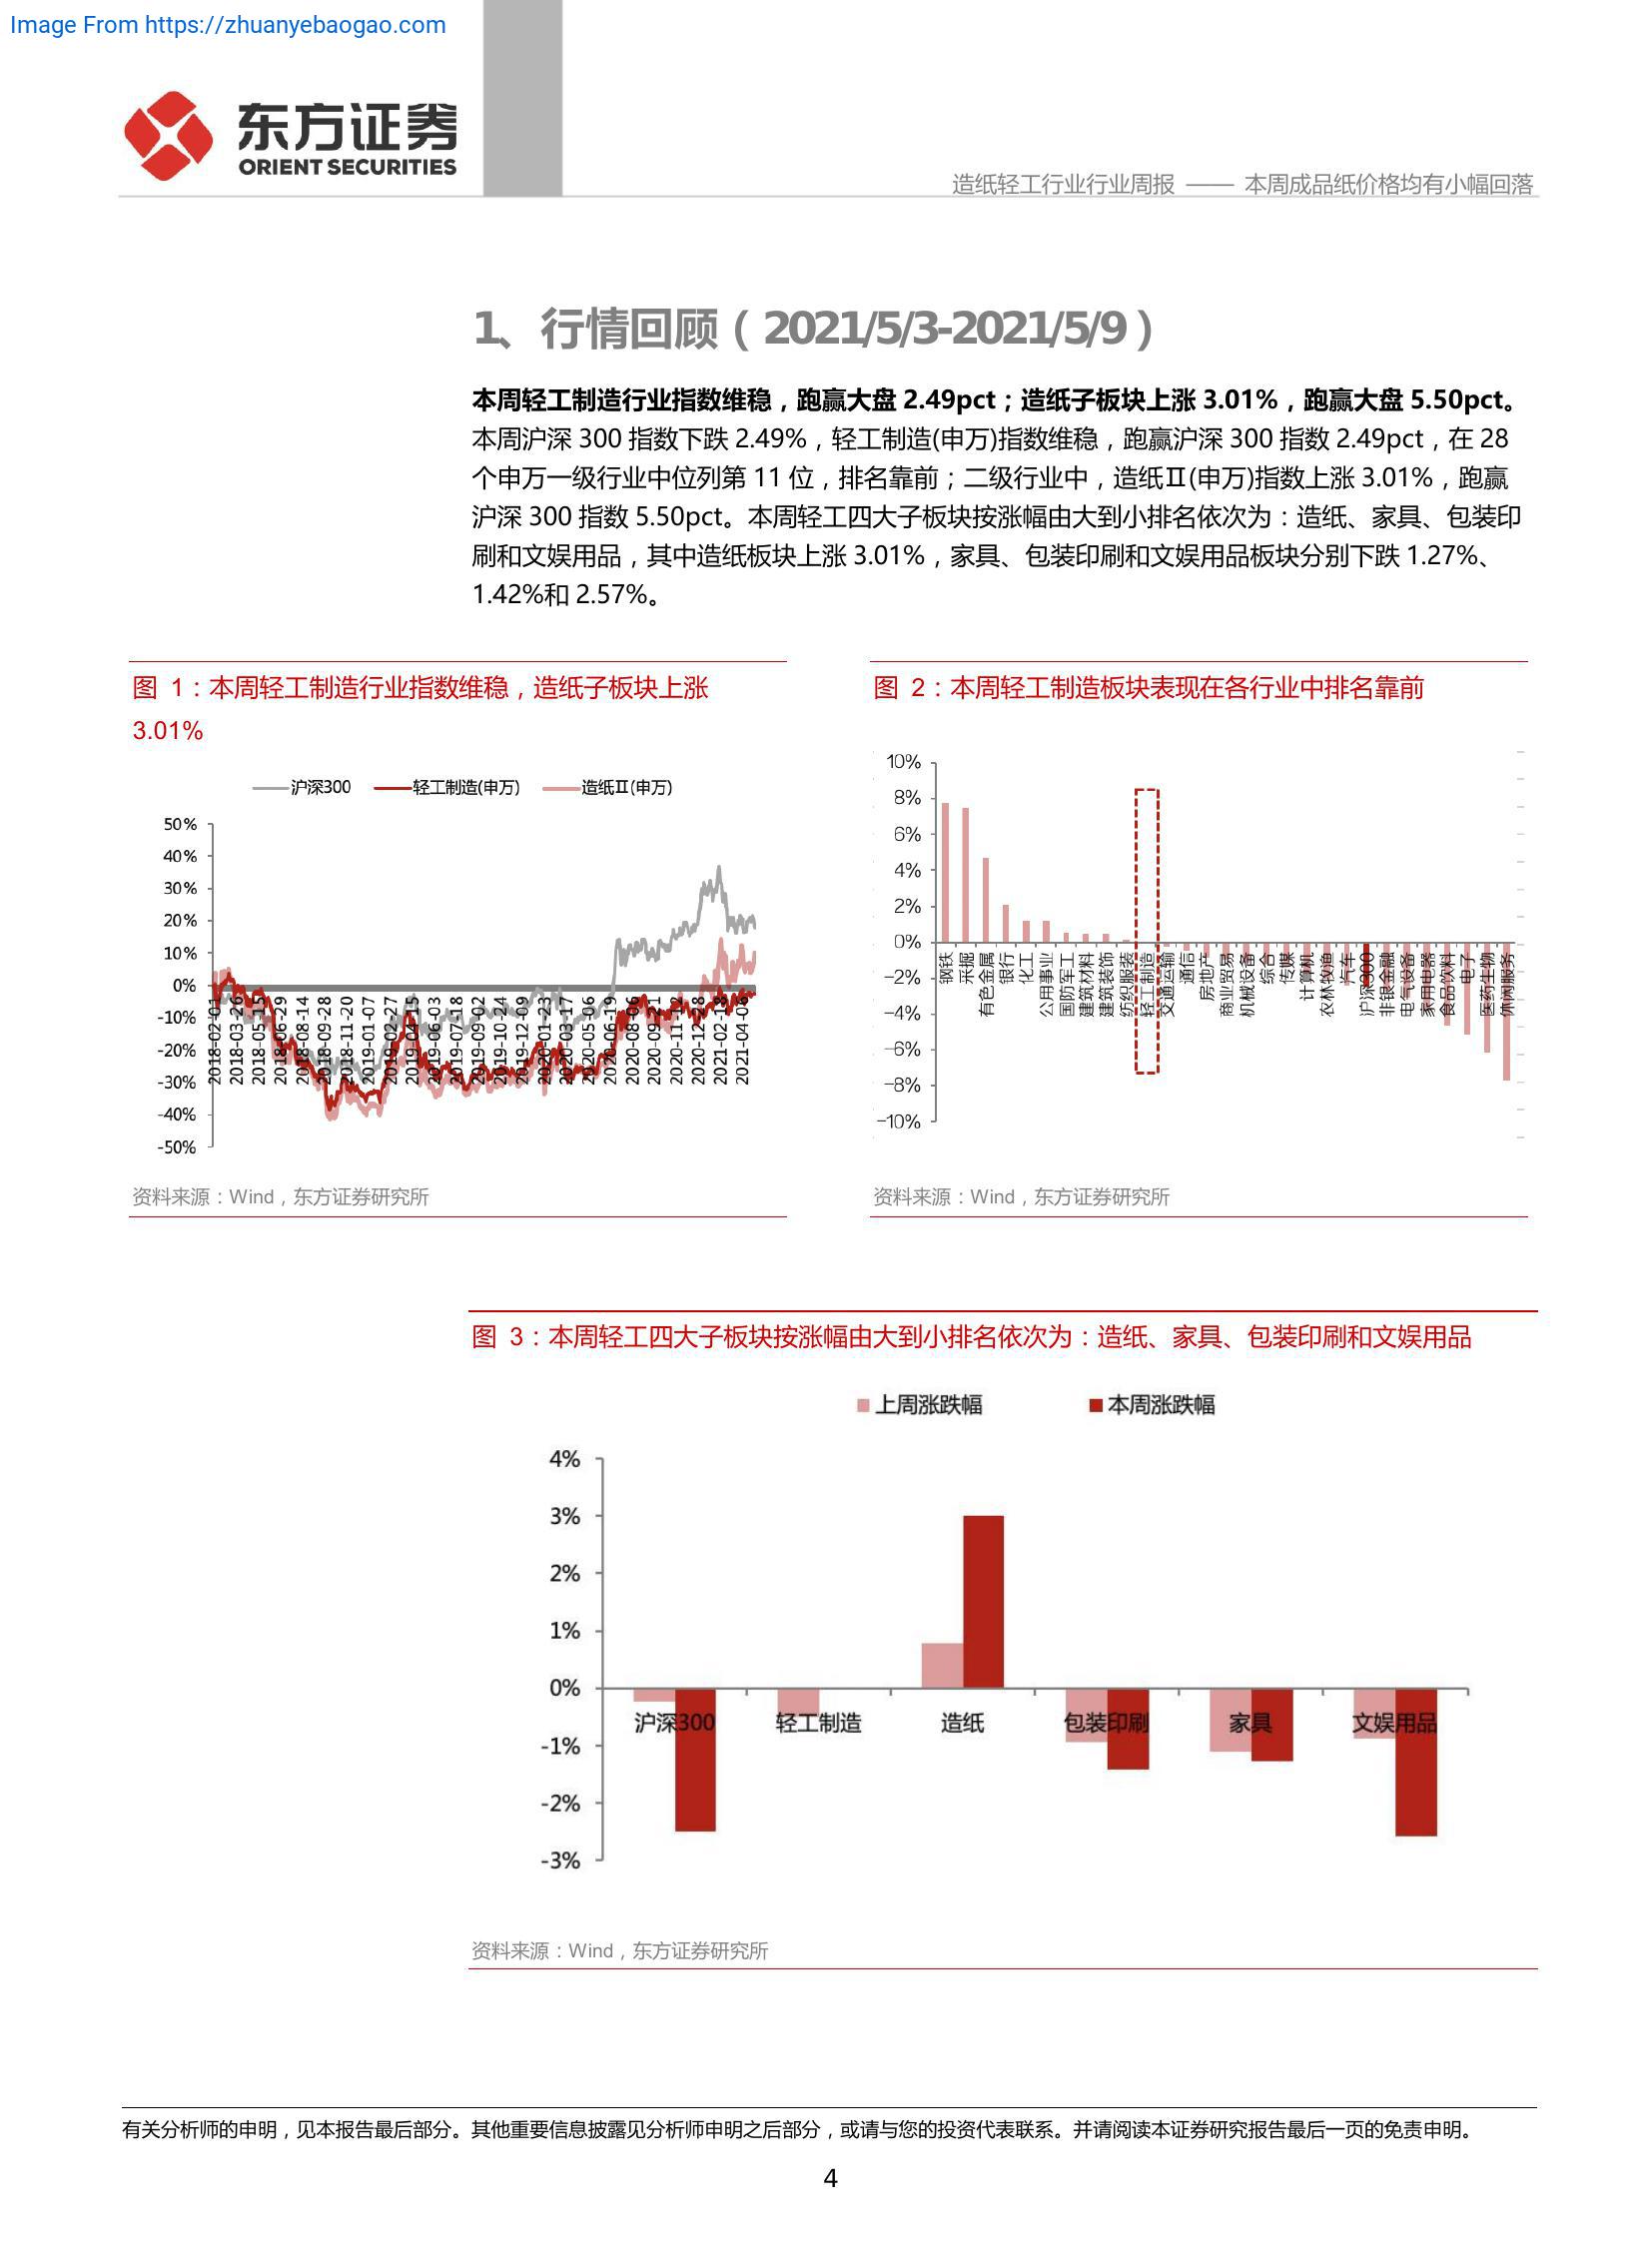 Image From https://zhuanyebaogao.com
东方证券
ORIENT SECURITIES
造纸轻工行业行业周报 —— 本周成品纸价格均有小幅回落
1、行情回顾（2021/5/3-2021/5/9）
本周轻工制造行业指数维稳，跑赢大盘 2.49pct；造纸子板块上涨 3.01%，跑赢大盘 5.50pct。
本周沪深 300 指数下跌 2.49%，轻工制造(申万)指数维稳，跑赢沪深 300 指数 2.49pct，在 28
个申万一级行业中位列第 11 位，排名靠前；二级行业中，造纸Ⅱ(申万)指数上涨 3.01%，跑赢
沪深 300 指数 5.50pct。本周轻工四大子板块按涨幅由大到小排名依次为：造纸、家具、包装印
刷和文娱用品，其中造纸板块上涨 3.01%，家具、包装印刷和文娱用品板块分别下跌 1.27%、
1.42%和 2.57%。
图 1：本周轻工制造行业指数维稳，造纸子板块上涨
3.01%
沪深300 轻工制造(申万) 造纸Ⅱ(申万)
50%
40%
30%
20%
10%
0%
-10%
-20%
-30%
-40%
-50%
2018-02-01
2018-03-26
2018-05-15
2018-06-29
2018-08-14
2018-09-28
2018-11-20
2019-01-07
2019-02-27
2019-04-15
2019-06-03
2019-07-18
2019-09-02
2019-10-24
2019-12-09
2020-01-23
2020-03-17
2020-05-06
2020-06-19
2020-08-06
2020-09-21
2020-11-12
2020-12-28
2021-02-18
2021-04-06
资料来源：Wind，东方证券研究所
图 2：本周轻工制造板块表现在各行业中排名靠前
10%
8%
6%
4%
2%
0%
-2%
-4%
-6%
-8%
-10%
钢铁
采掘
有色金属
银行
化工
公用事业
国防军工
建筑材料
建筑装饰
纺织服装
轻工制造
交通运输
通信
房地产
商业贸易
机械设备
综合
传媒
计算机
农林牧渔
汽车
沪深300
非银金融
电气设备
家用电器
食品饮料
电子
医药生物
休闲服务
资料来源：Wind，东方证券研究所
图 3：本周轻工四大子板块按涨幅由大到小排名依次为：造纸、家具、包装印刷和文娱用品
上周涨跌幅 本周涨跌幅
4%
3%
2%
1%
0%
-1%
-2%
-3%
沪深300 轻工制造 造纸 包装印刷 家具 文娱用品
资料来源：Wind，东方证券研究所
有关分析师的申明，见本报告最后部分。其他重要信息披露见分析师申明之后部分，或请与您的投资代表联系。并请阅读本证券研究报告最后一页的免责申明。
4